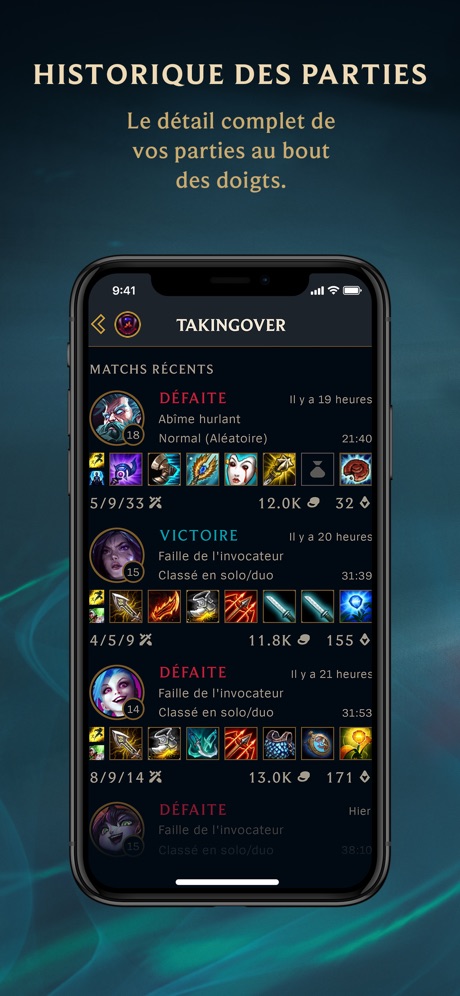 HISTORIQUE DES PARTIES
Le détail complet de
vos parties au bout
des doigts.
9:41
TAKINGOVER
MATCHS RÉCENTS
DÉFAITE Il y a 19 heures
Abîme hurlant
18 Normal (Aléatoire) 21:40
5/9/33 12.0K 32
VICTOIRE Il y a 20 heures
Faille de l'invocateur
15 Classé en solo/duo 31:39
4/5/9 11.8K 155
DÉFAITE Il y a 21 heures
Faille de l'invocateur
14 Classé en solo/duo 31:53
8/9/14 13.0K 171
DÉFAITE Hier
Faille de l'invocateur
15 Classé en solo/duo 38:10